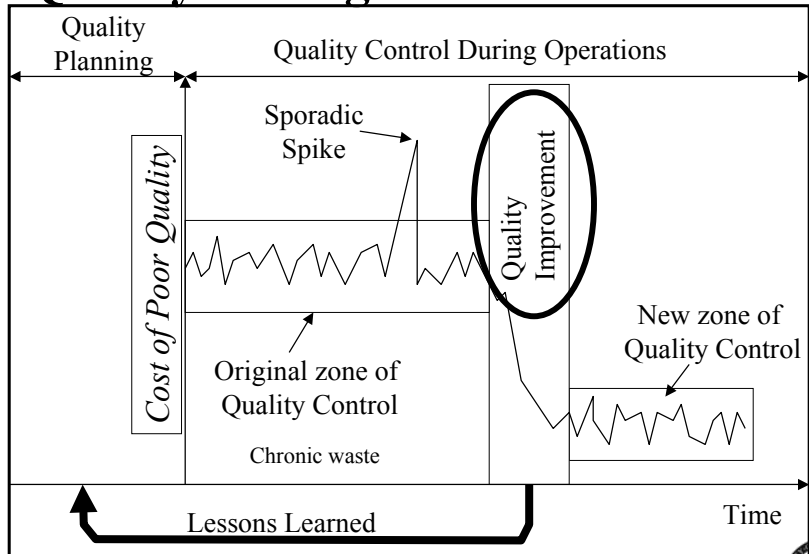 Quality
Planning
Quality Control During Operations
Sporadic
Spike
Cost of Poor Quality
Quality
Improvement
New zone of
Quality Control
Original zone of
Quality Control
Chronic waste
Lessons Learned
Time